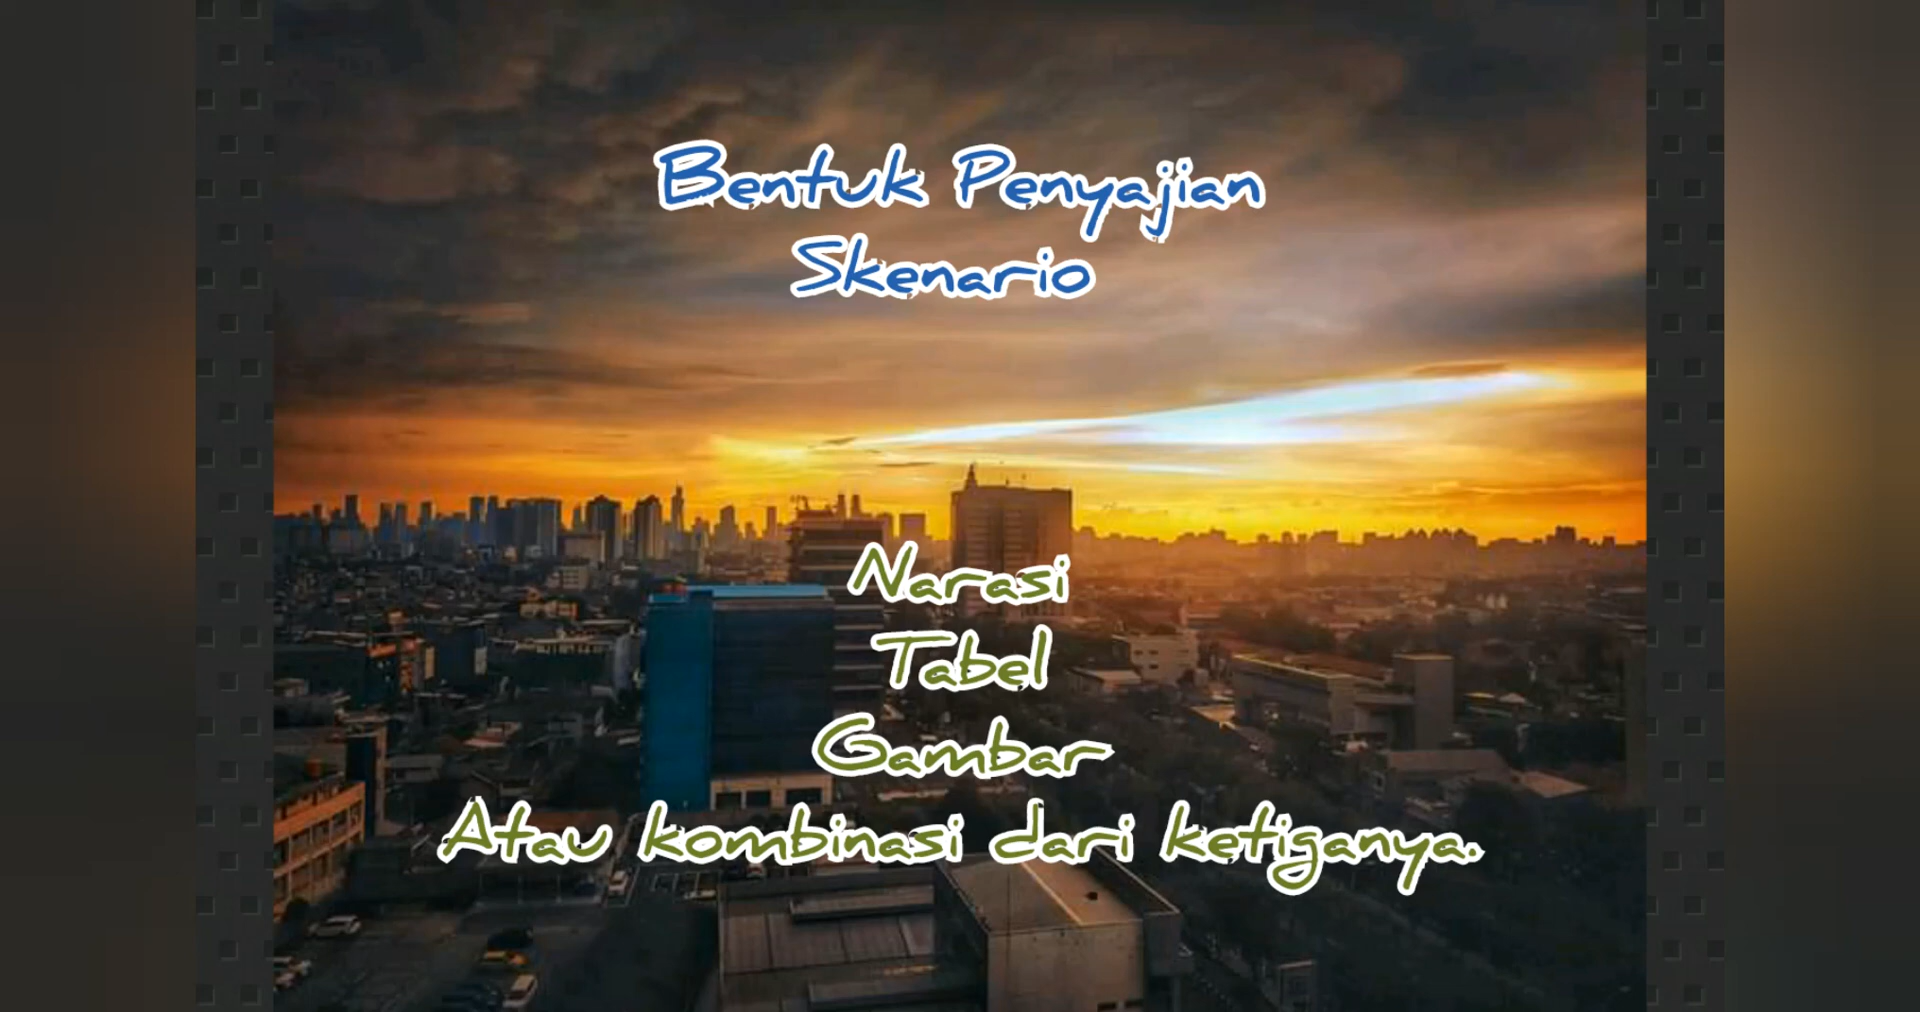 Bentuk Penyajian
Skenario
Narasi
Tabel
Gambar
Atau kombinasi dari ketiganya.